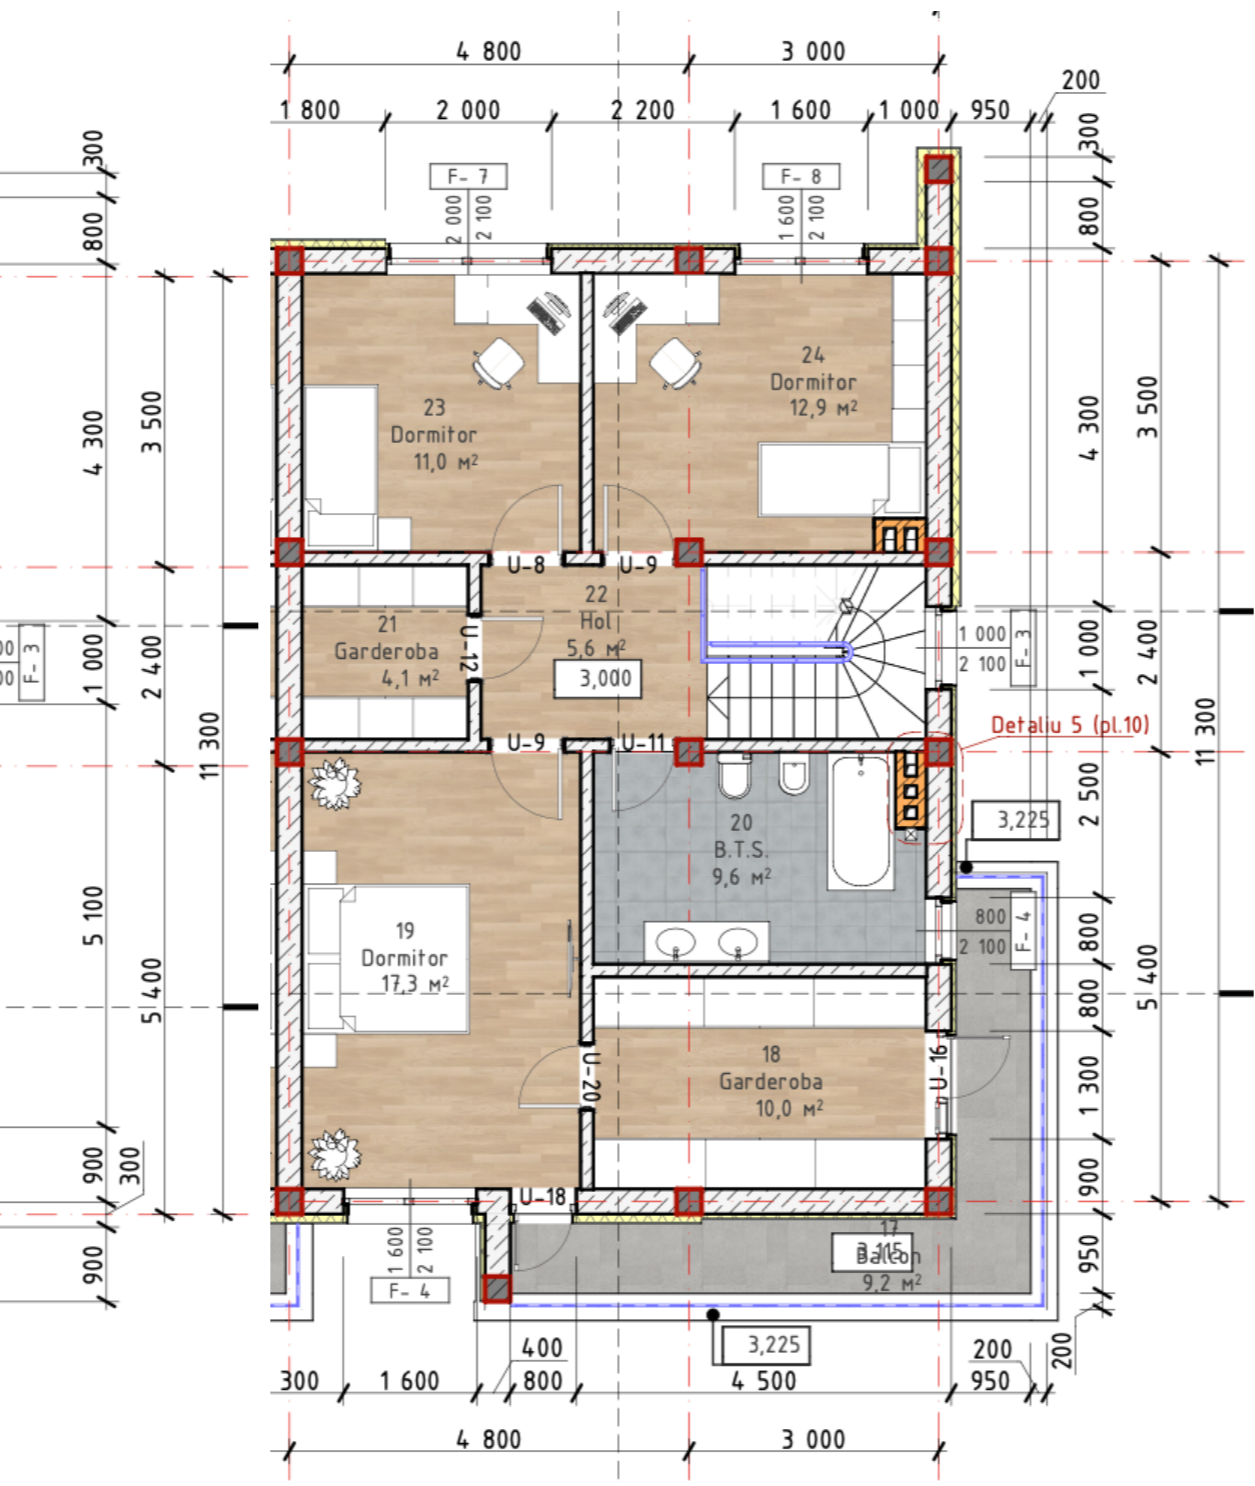 4 800
3 000
200
1 800
2 000
2 200
1 600
1 000
950
300
300
F- 7
F- 8
800
2 000
2 100
1 600
2 100
800
24
Dormitor
12,9 м²
23
Dormitor
11,0 м²
4 300
3 500
4 300
3 500
U-8
U-9
22
Hol
5,6 м²
21
Garderoba
4,1 м²
U-12
3,000
F- 3
1 000
2 400
1 000
2 100
F- 3
1 000
2 400
11 300
U-9
U-11
Detaliu 5 (pl.10)
11 300
2 500
3,225
20
B.T.S.
9,6 м²
5 100
19
Dormitor
17,3 м²
800
2 100
F- 4
800
5 400
800
5 400
18
Garderoba
10,0 м²
U-20
U-16
1 300
900
300
900
U-18
17
Balcon
9,2 м²
3,115
950
900
1 600
2 100
F- 4
3,225
400
200
200
300
1 600
800
4 500
950
4 800
3 000